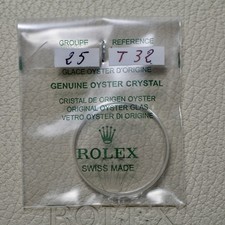 GROUPE REFERENCE
25 T 32
GLACE OYSTER D'ORIGINE
GENUINE OYSTER CRYSTAL
CRISTAL DE ORIGEN OYSTER
ORIGINAL OYSTER GLAS
VETRO OYSTER DI ORIGINE
ROLEX
SWISS MADE
ROLEX